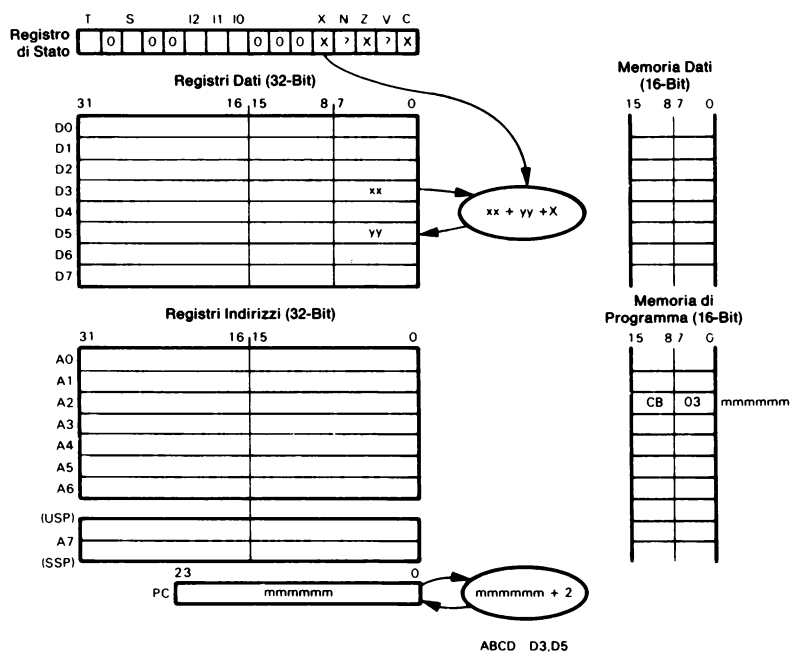 T S I2 I1 I0 X N Z V C
Registro
di Stato
0 0 0 0 0 0 X ? X ? X
Registri Dati (32-Bit)
31 16 15 8 7 0
D0
D1
D2
D3 xx
D4
D5 yy
D6
D7
xx + yy +X
Memoria Dati
(16-Bit)
15 8 7 0
Registri Indirizzi (32-Bit)
31 16 15 0
A0
A1
A2
A3
A4
A5
A6
(USP)
A7
(SSP)
Memoria di
Programma (16-Bit)
15 8 7 0
CB 03 mmmmmm
23 0
PC mmmmmm
mmmmmm + 2
ABCD D3,D5